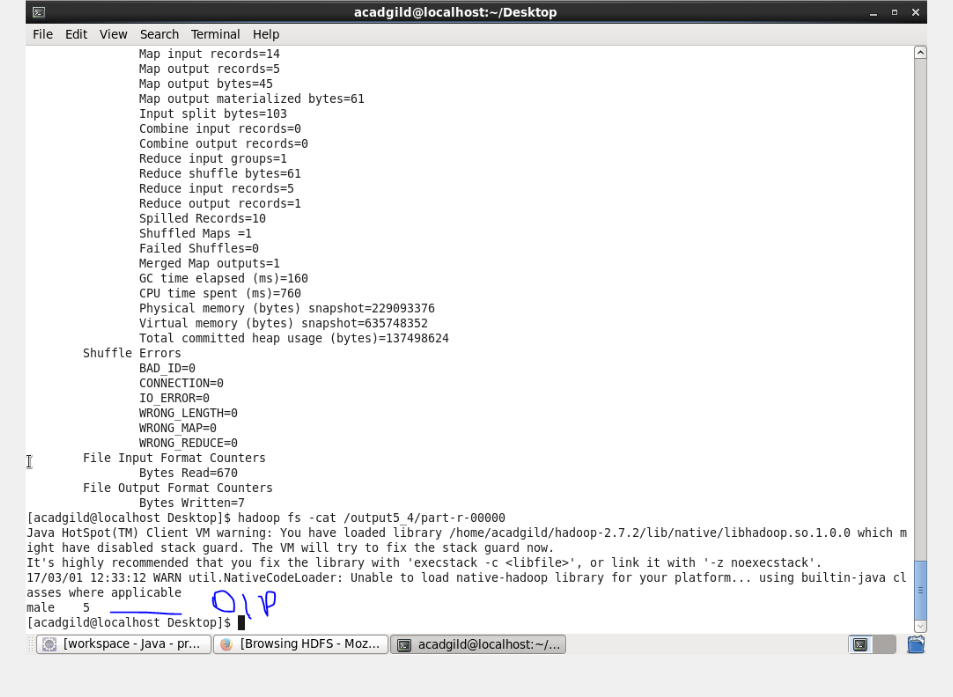 acadgild@localhost:~/Desktop
File Edit View Search Terminal Help
Map input records=14
Map output records=5
Map output bytes=45
Map output materialized bytes=61
Input split bytes=103
Combine input records=0
Combine output records=0
Reduce input groups=1
Reduce shuffle bytes=61
Reduce input records=5
Reduce output records=1
Spilled Records=10
Shuffled Maps =1
Failed Shuffles=0
Merged Map outputs=1
GC time elapsed (ms)=160
CPU time spent (ms)=760
Physical memory (bytes) snapshot=229093376
Virtual memory (bytes) snapshot=635748352
Total committed heap usage (bytes)=137498624
Shuffle Errors
BAD_ID=0
CONNECTION=0
IO_ERROR=0
WRONG_LENGTH=0
WRONG_MAP=0
WRONG_REDUCE=0
File Input Format Counters
Bytes Read=670
File Output Format Counters
Bytes Written=7
[acadgild@localhost Desktop]$ hadoop fs -cat /output5_4/part-r-00000
Java HotSpot(TM) Client VM warning: You have loaded library /home/acadgild/hadoop-2.7.2/lib/native/libhadoop.so.1.0.0 which m
ight have disabled stack guard. The VM will try to fix the stack guard now.
It's highly recommended that you fix the library with 'execstack -c <libfile>', or link it with '-z noexecstack'.
17/03/01 12:33:12 WARN util.NativeCodeLoader: Unable to load native-hadoop library for your platform... using builtin-java cl
asses where applicable
male 5 O/P
[acadgild@localhost Desktop]$
[workspace - Java - pr... [Browsing HDFS - Moz... acadgild@localhost:~/...